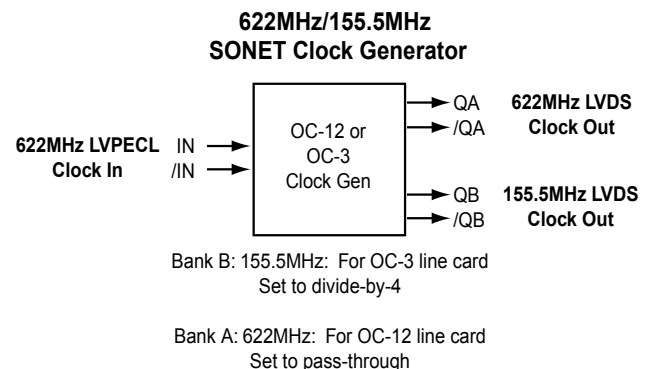 622MHz/155.5MHz
SONET Clock Generator
622MHz LVPECL
Clock In
IN
/IN
OC-12 or
OC-3
Clock Gen
QA
/QA
622MHz LVDS
Clock Out
QB
/QB
155.5MHz LVDS
Clock Out
Bank B: 155.5MHz: For OC-3 line card
Set to divide-by-4
Bank A: 622MHz: For OC-12 line card
Set to pass-through